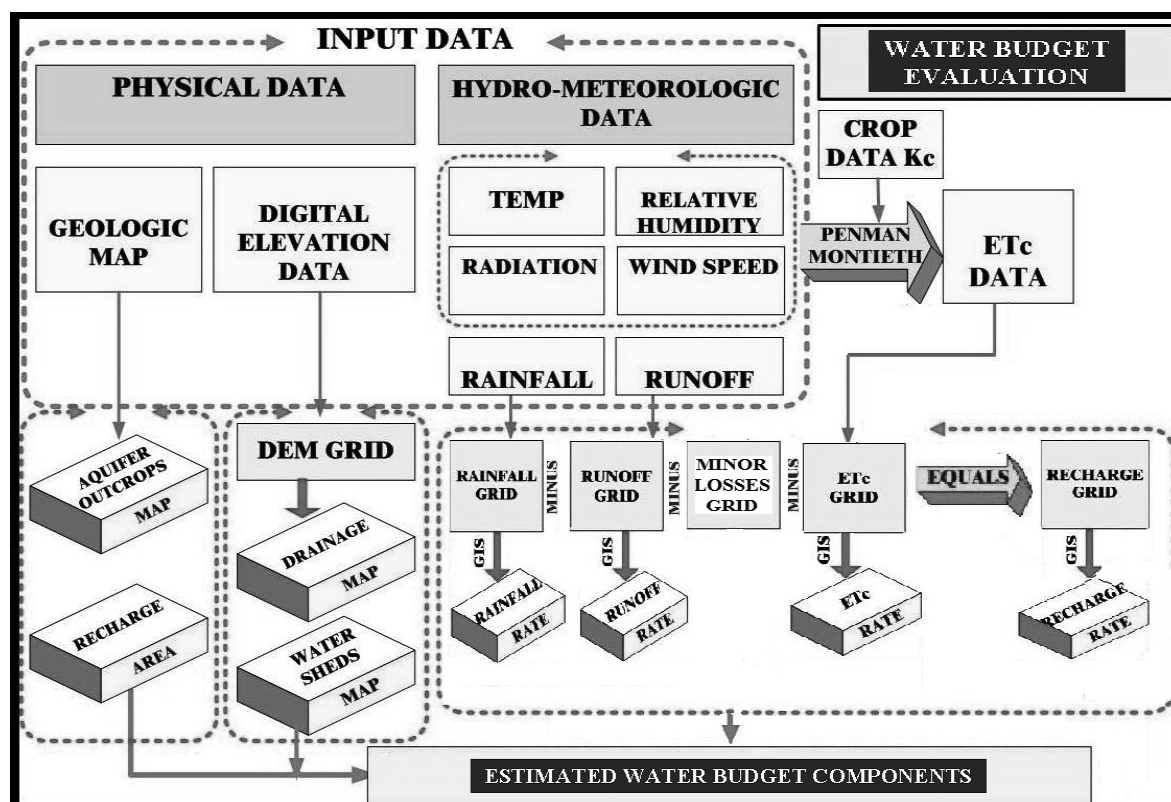 INPUT DATA
WATER BUDGET
EVALUATION
PHYSICAL DATA
HYDRO-METEOROLOGIC
DATA
CROP
DATA Kc
GEOLOGIC
MAP
DIGITAL
ELEVATION
DATA
TEMP
RELATIVE
HUMIDITY
RADIATION
WIND SPEED
PENMAN
MONTIETH
ETc
DATA
RAINFALL
RUNOFF
AQUIFER
OUTCROPS
MAP
DEM GRID
DRAINAGE
MAP
RECHARGE
AREA
WATER
SHEDS
MAP
RAINFALL
GRID
MINUS
RUNOFF
GRID
MINUS
MINOR
LOSSES
GRID
MINUS
ETc
GRID
EQUALS
RECHARGE
GRID
GIS
GIS
GIS
GIS
RAINFALL
RATE
RUNOFF
RATE
ETc
RATE
RECHARGE
RATE
ESTIMATED WATER BUDGET COMPONENTS